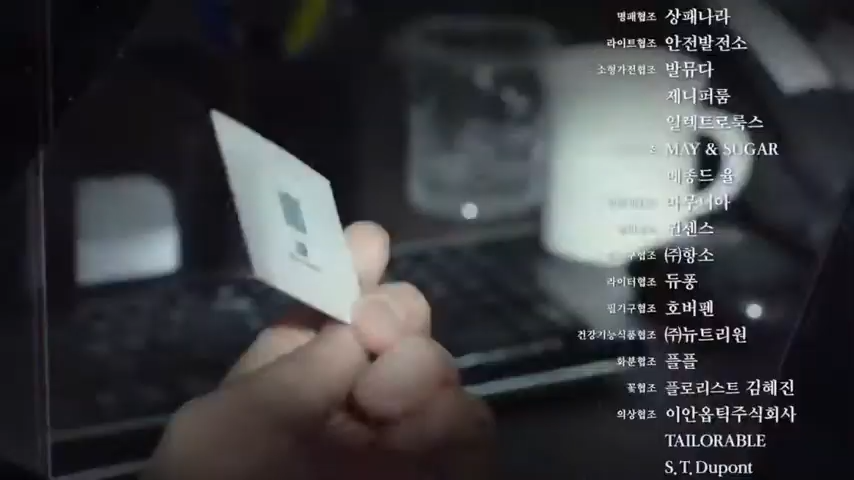 명패협조 상패나라
라이트협조 안전발전소
소형가전협조 발뮤다
제니퍼룸
일렉트로룩스
MAY & SUGAR
메종드 율
퀸센스
㈜항소
라이터협조 듀퐁
필기구협조 호버펜
건강기능식품협조 ㈜뉴트리원
화분협조 플플
꽃협조 플로리스트 김혜진
의상협조 이안옵틱주식회사
TAILORABLE
S.T. Dupont